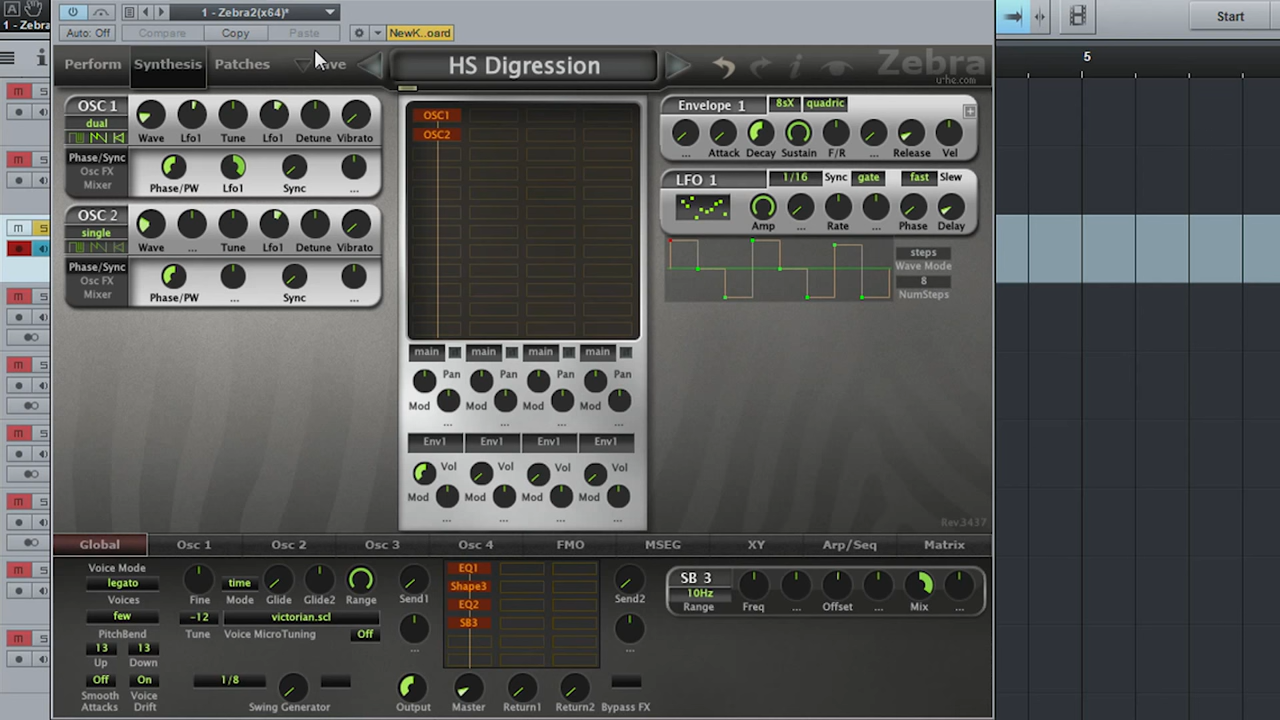 A
1 - Zebra2(x64)*
Start
1 - Zebra
Auto: Off
Compare
Copy
Paste
NewK..oard
5
Perform
Synthesis
Patches
HS Digression
Zebra
u-he.com
OSC 1
dual
Wave
Lfo1
Tune
Lfo1
Detune
Vibrato
Phase/Sync
Osc FX
Mixer
Phase/PW
Lfo1
Sync
...
OSC 2
single
Wave
...
Tune
Lfo1
Detune
Vibrato
Phase/Sync
Osc FX
Mixer
Phase/PW
...
Sync
...
OSC1
OSC2
main
main
main
main
Pan
Pan
Pan
Pan
Mod
Mod
Mod
Mod
...
...
...
...
Env1
Env1
Env1
Env1
Vol
Vol
Vol
Vol
Mod
Mod
Mod
Mod
...
...
...
...
Envelope 1
8sX
quadric
...
Attack
Decay
Sustain
F/R
...
Release
Vel
LFO 1
1/16
Sync
gate
fast
Slew
Amp
...
Rate
...
Phase
Delay
steps
Wave Mode
8
NumSteps
Rev.3437
Global
Osc 1
Osc 2
Osc 3
Osc 4
FMO
MSEG
XY
Arp/Seq
Matrix
Voice Mode
legato
Voices
few
PitchBend
13
13
Up
Down
Off
On
Smooth
Attacks
Voice
Drift
Fine
time
Mode
Glide
Glide2
Range
-12
Tune
victorian.scl
Voice MicroTuning
Off
1/8
Swing Generator
Send1
...
EQ1
Shape3
EQ2
SB3
Send2
...
Output
Master
Return1
Return2
Bypass FX
SB 3
10Hz
Range
Freq
...
Offset
...
Mix
...
m S
m S
m S
m S
m S
m S
m S
m S
m S